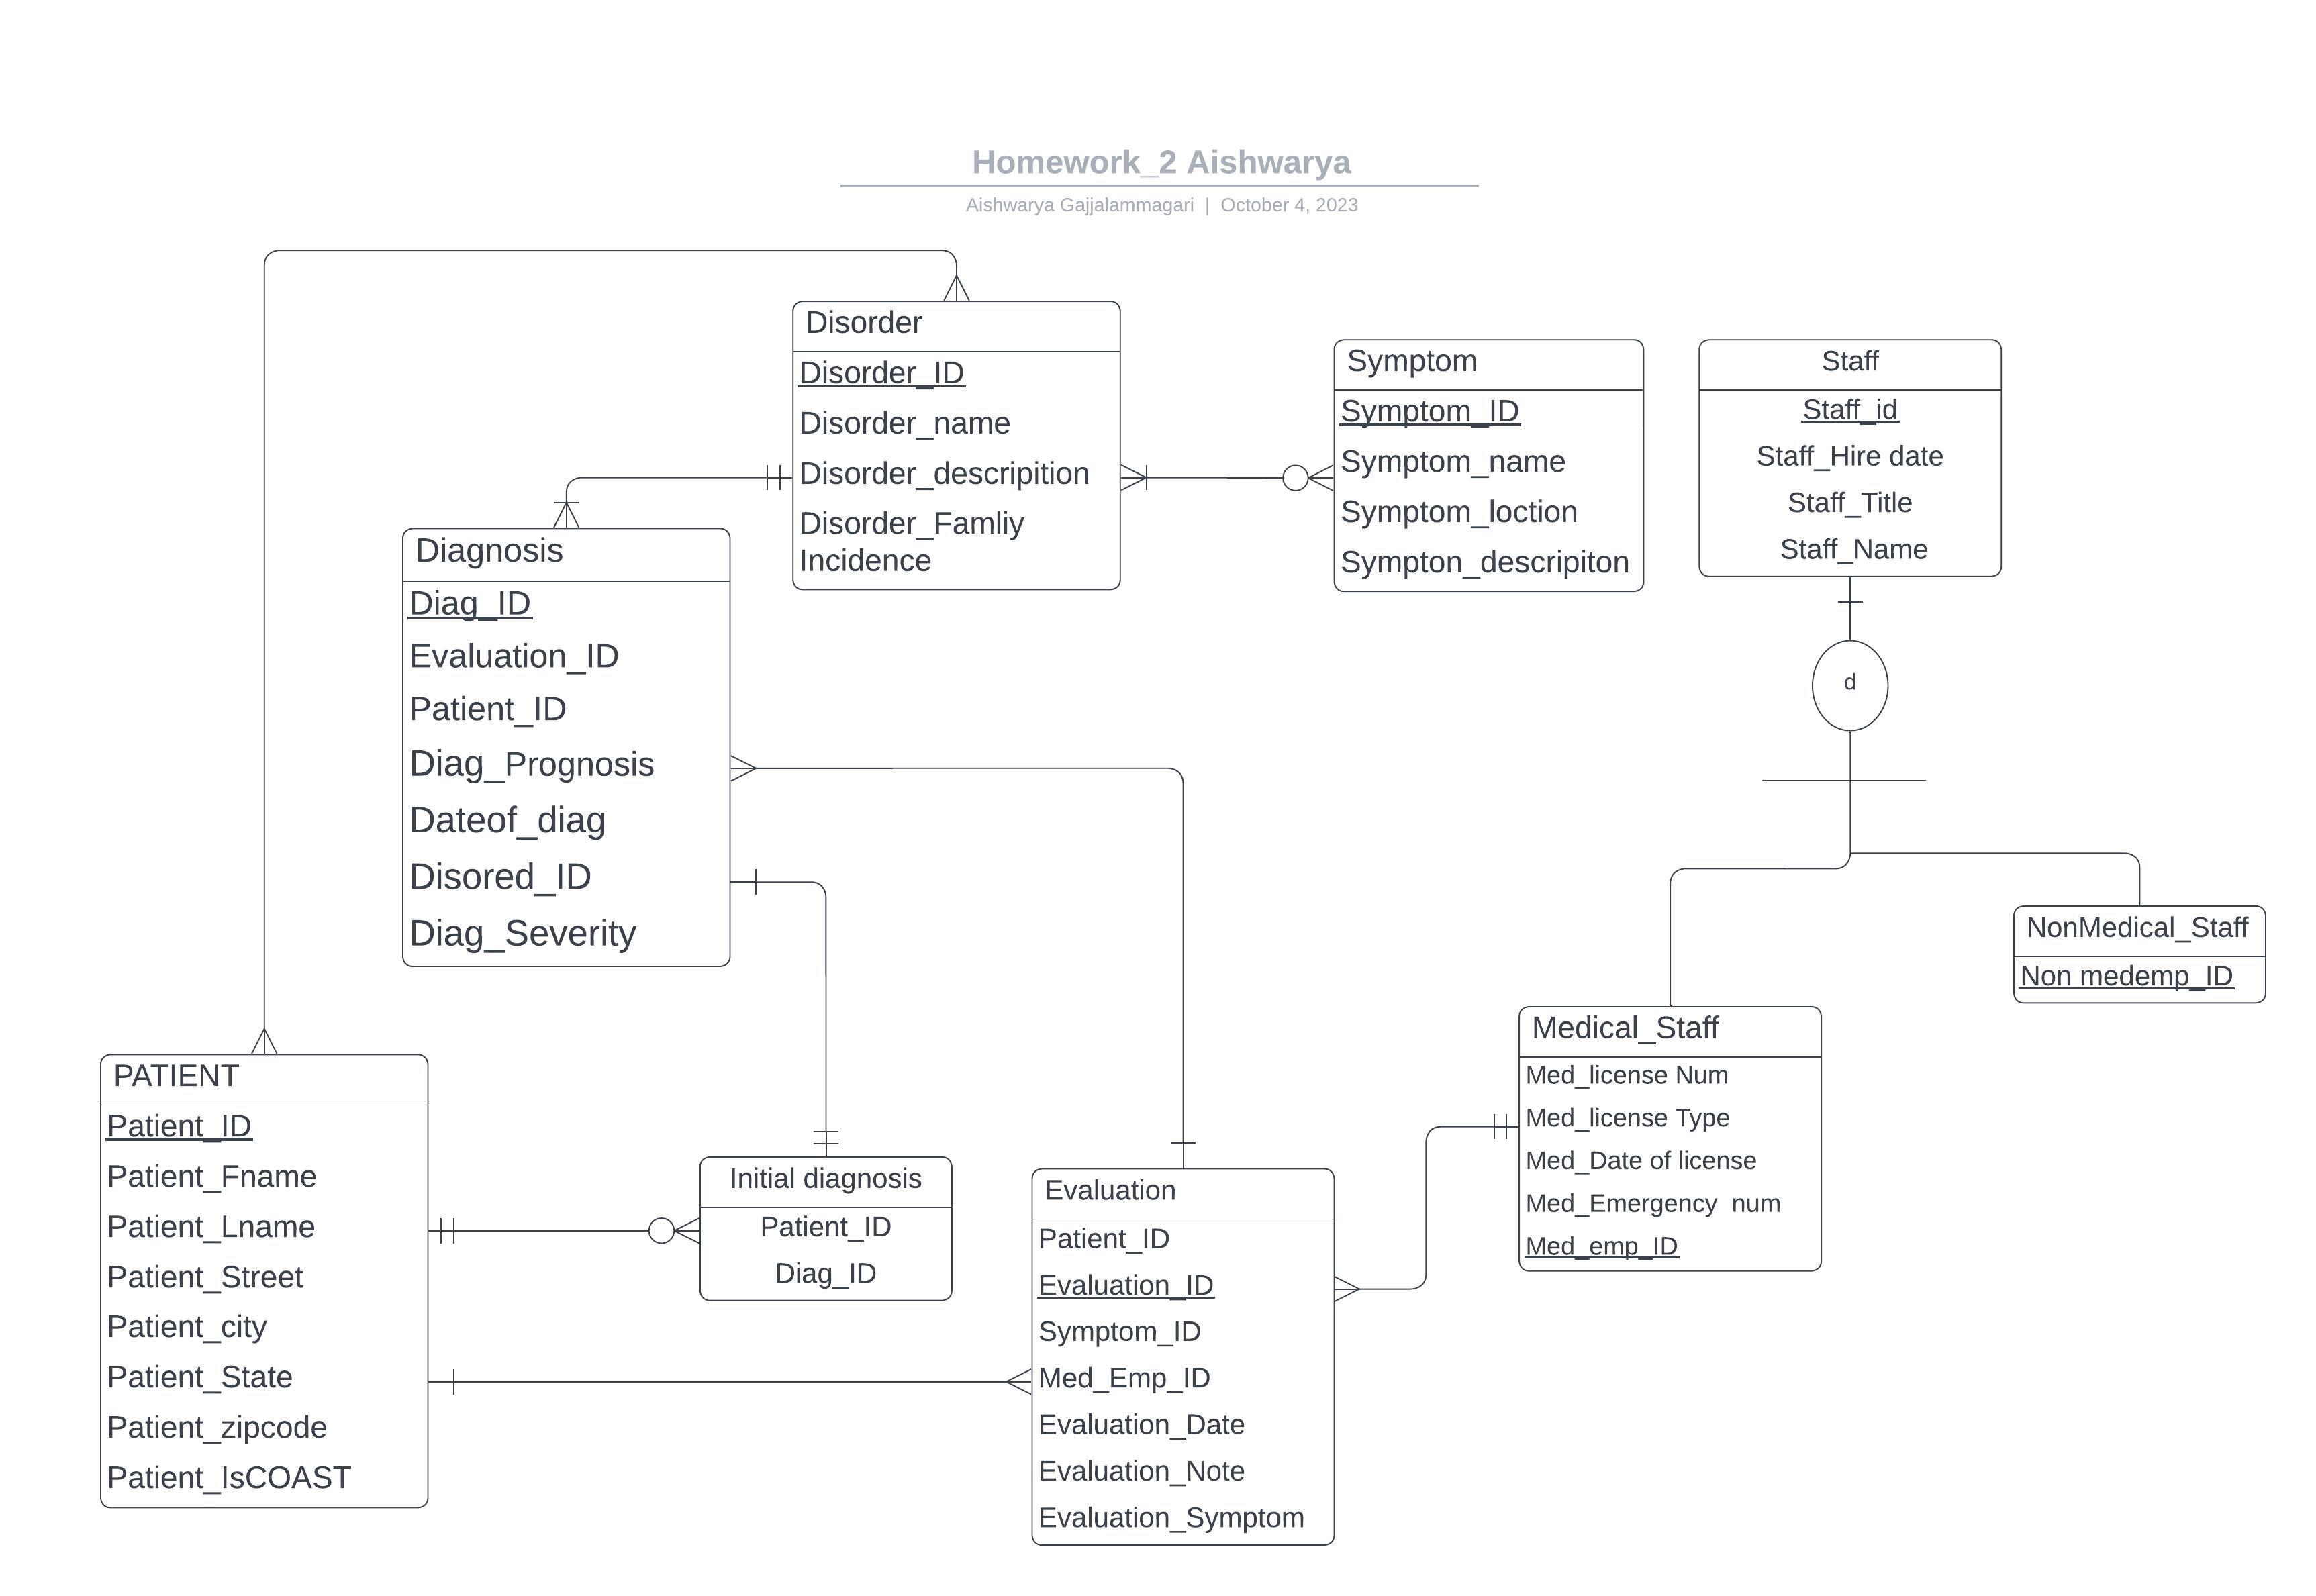 Homework_2 Aishwarya
Aishwarya Gajjalammagari | October 4, 2023
Disorder
Disorder_ID
Disorder_name
Disorder_descripition
Disorder_Famliy
Incidence
Symptom
Symptom_ID
Symptom_name
Symptom_loction
Sympton_descripiton
Staff
Staff_id
Staff_Hire date
Staff_Title
Staff_Name
d
Diagnosis
Diag_ID
Evaluation_ID
Patient_ID
Diag_Prognosis
Dateof_diag
Disored_ID
Diag_Severity
NonMedical_Staff
Non medemp_ID
Medical_Staff
Med_license Num
Med_license Type
Med_Date of license
Med_Emergency num
Med_emp_ID
PATIENT
Patient_ID
Patient_Fname
Patient_Lname
Patient_Street
Patient_city
Patient_State
Patient_zipcode
Patient_IsCOAST
Initial diagnosis
Patient_ID
Diag_ID
Evaluation
Patient_ID
Evaluation_ID
Symptom_ID
Med_Emp_ID
Evaluation_Date
Evaluation_Note
Evaluation_Symptom